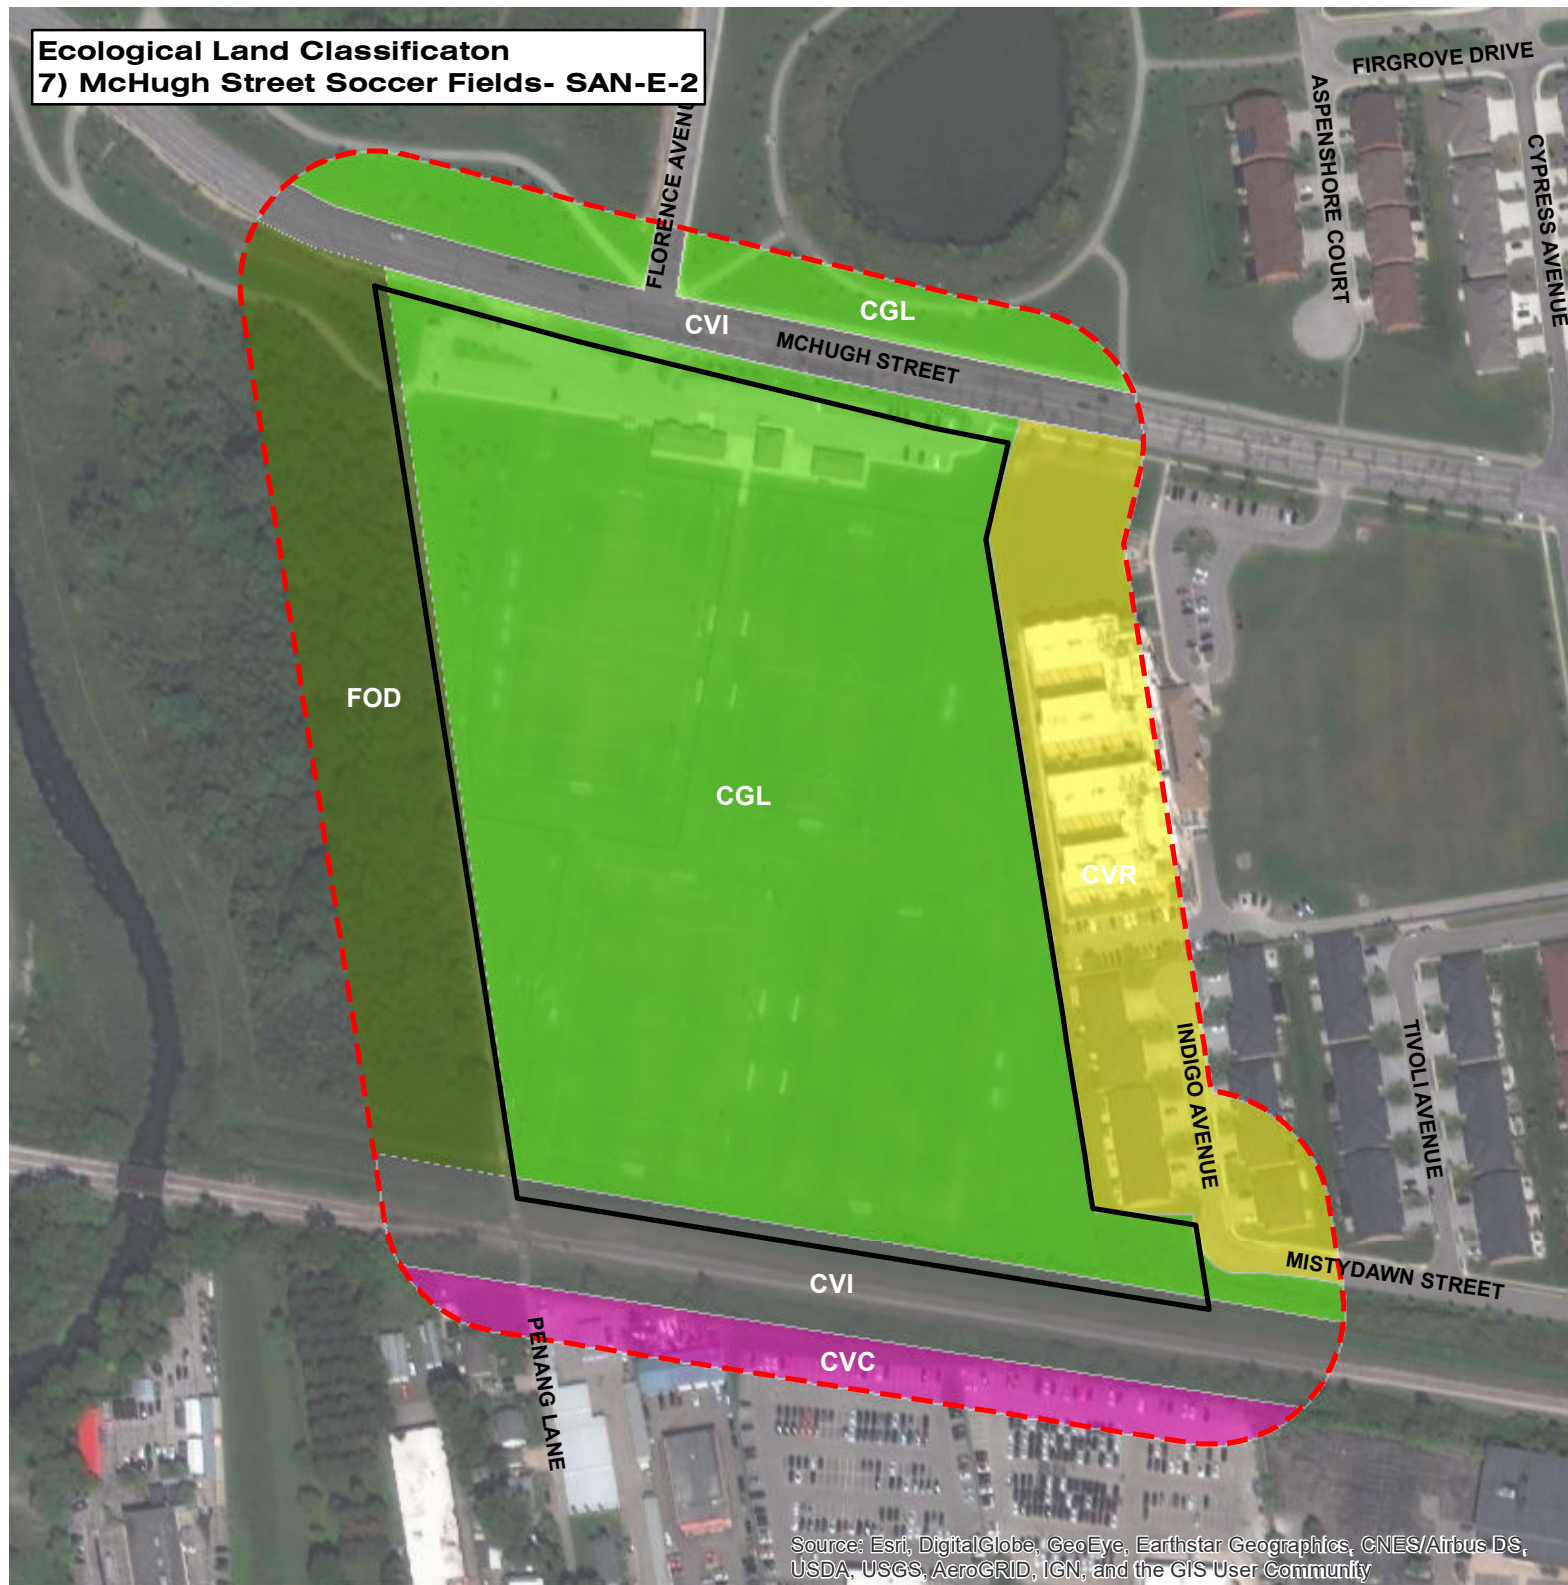 Ecological Land Classificaton
7) McHugh Street Soccer Fields- SAN-E-2
FIRGROVE DRIVE
ASPENSHORE COURT
CYPRESS AVENUE
FLORENCE AVENU
CGL
CVI
MCHUGH STREET
FOD
CGL
CVR
INDIGO AVENUE
TIVOLI AVENUE
MISTYDAWN STREET
CVI
CVC
PENANG LANE
Source: Esri, DigitalGlobe, GeoEye, Earthstar Geographics, CNES/Airbus DS,
USDA, USGS, AeroGRID, IGN, and the GIS User Community